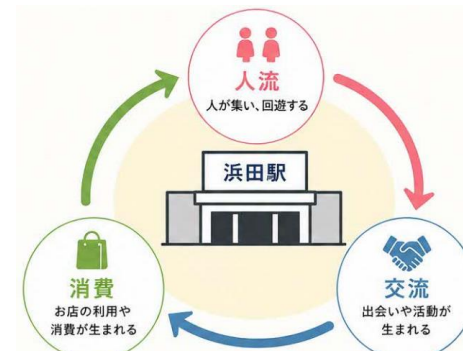 人流
人が集い、回遊する
浜田駅
消費
お店の利用や
消費が生まれる
交流
出会いや活動が
生まれる